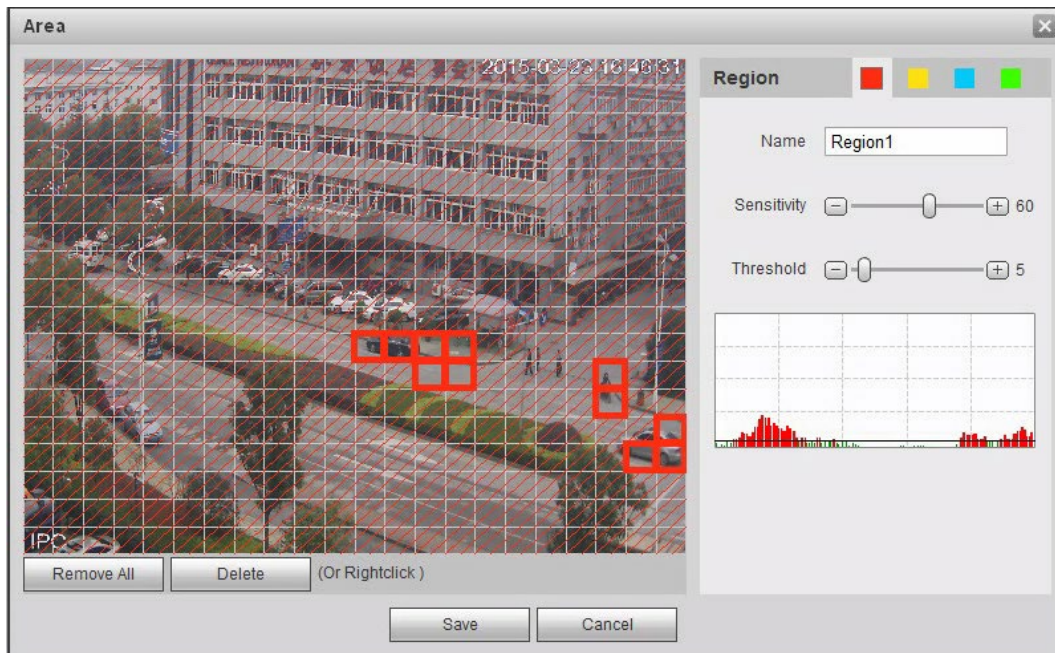 Area
2015-03-23 16:46:31
IPC
Region
Name
Region1
Sensitivity
60
Threshold
5
Remove All
Delete
(Or Rightclick )
Save
Cancel